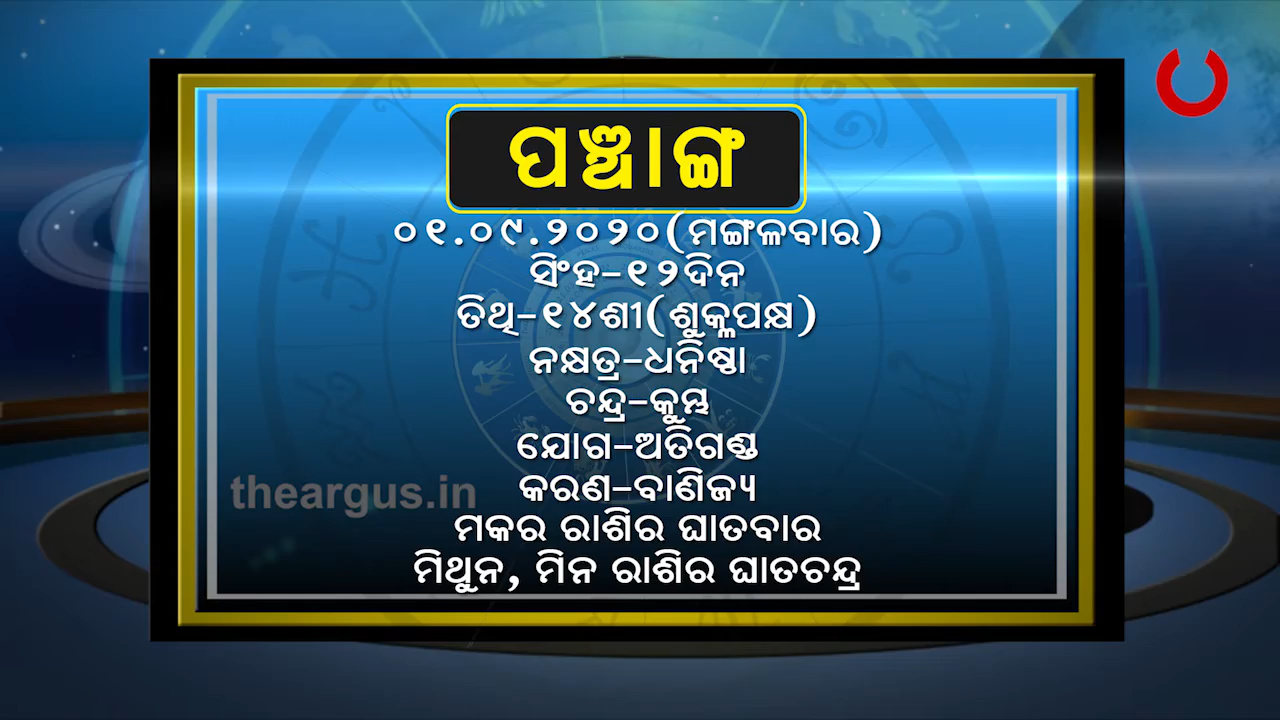 ପଞ୍ଚାଙ୍ଗ
୦୧.୦୯.୨୦୨୦(ମଙ୍ଗଳବାର)
ସିଂହ-୧୨ଦିନ
ତିଥି-୧୪ଶୀ(ଶୁକ୍ଳପକ୍ଷ)
ନକ୍ଷତ୍ର-ଧନିଷ୍ଠା
ଚନ୍ଦ୍ର-କୁମ୍ଭ
ଯୋଗ-ଅତିଗଣ୍ଡ
theargus.in
କରଣ-ବାଣିଜ୍ୟ
ମକର ରାଶିର ଘାତବାର
ମିଥୁନ, ମିନ ରାଶିର ଘାତଚନ୍ଦ୍ର